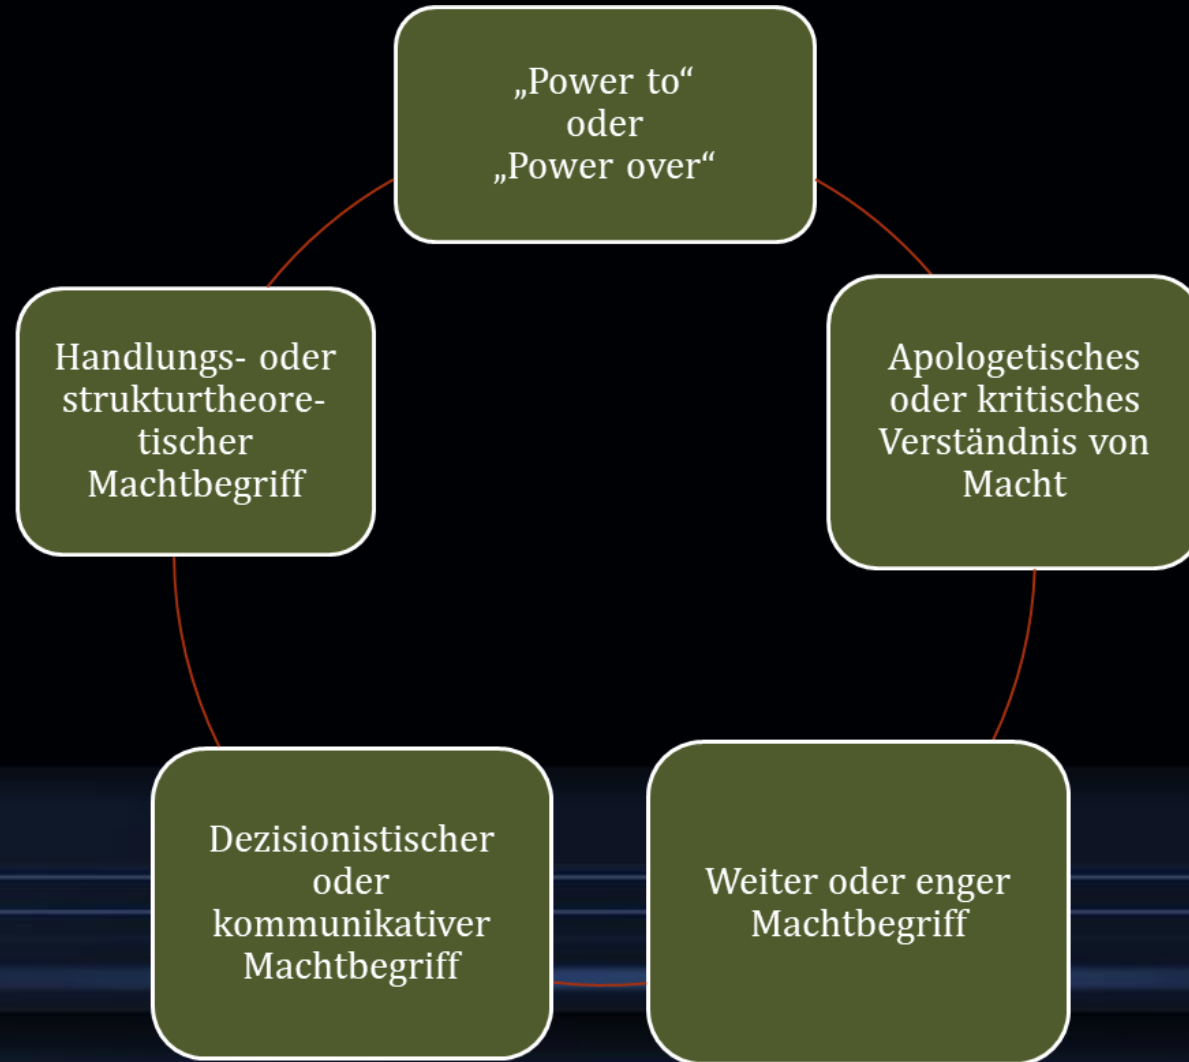 „Power to“
oder
„Power over“
Apologetisches
oder kritisches
Verständnis von
Macht
Weiter oder enger
Machtbegriff
Dezisionistischer
oder
kommunikativer
Machtbegriff
Handlungs- oder
strukturtheore-
tischer
Machtbegriff